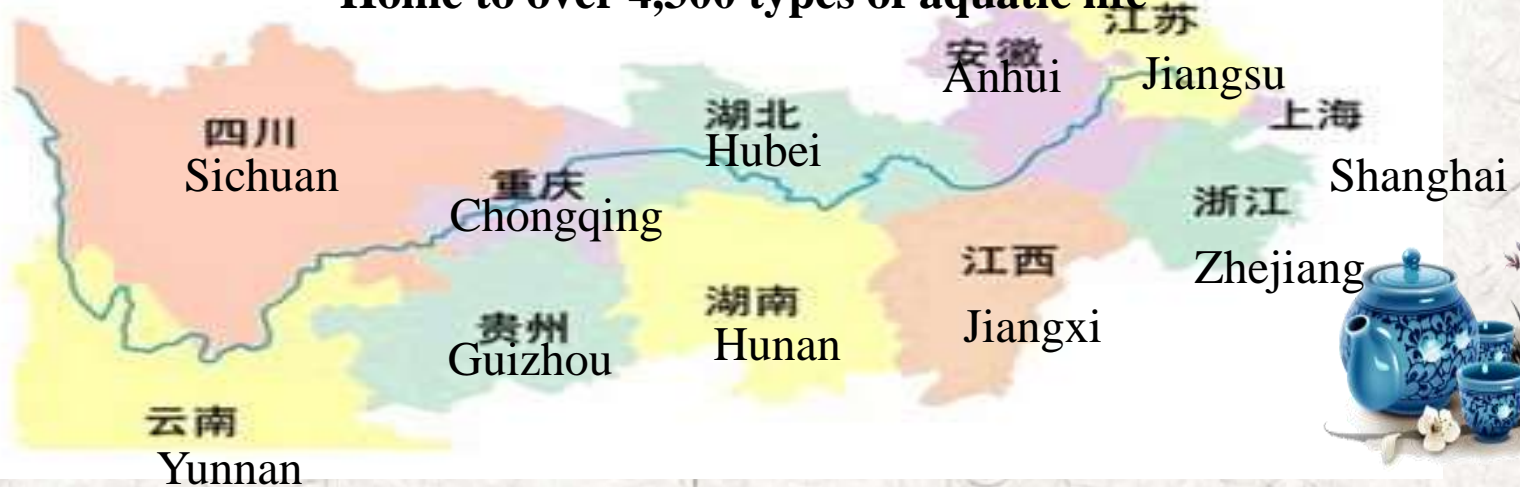 Home to over 4,300 types of aquatic life
江苏
安徽
Anhui
Jiangsu
四川
湖北
上海
Sichuan
Hubei
Shanghai
重庆
Chongqing
浙江
江西
Zhejiang
湖南
贵州
Jiangxi
Guizhou
Hunan
云南
Yunnan